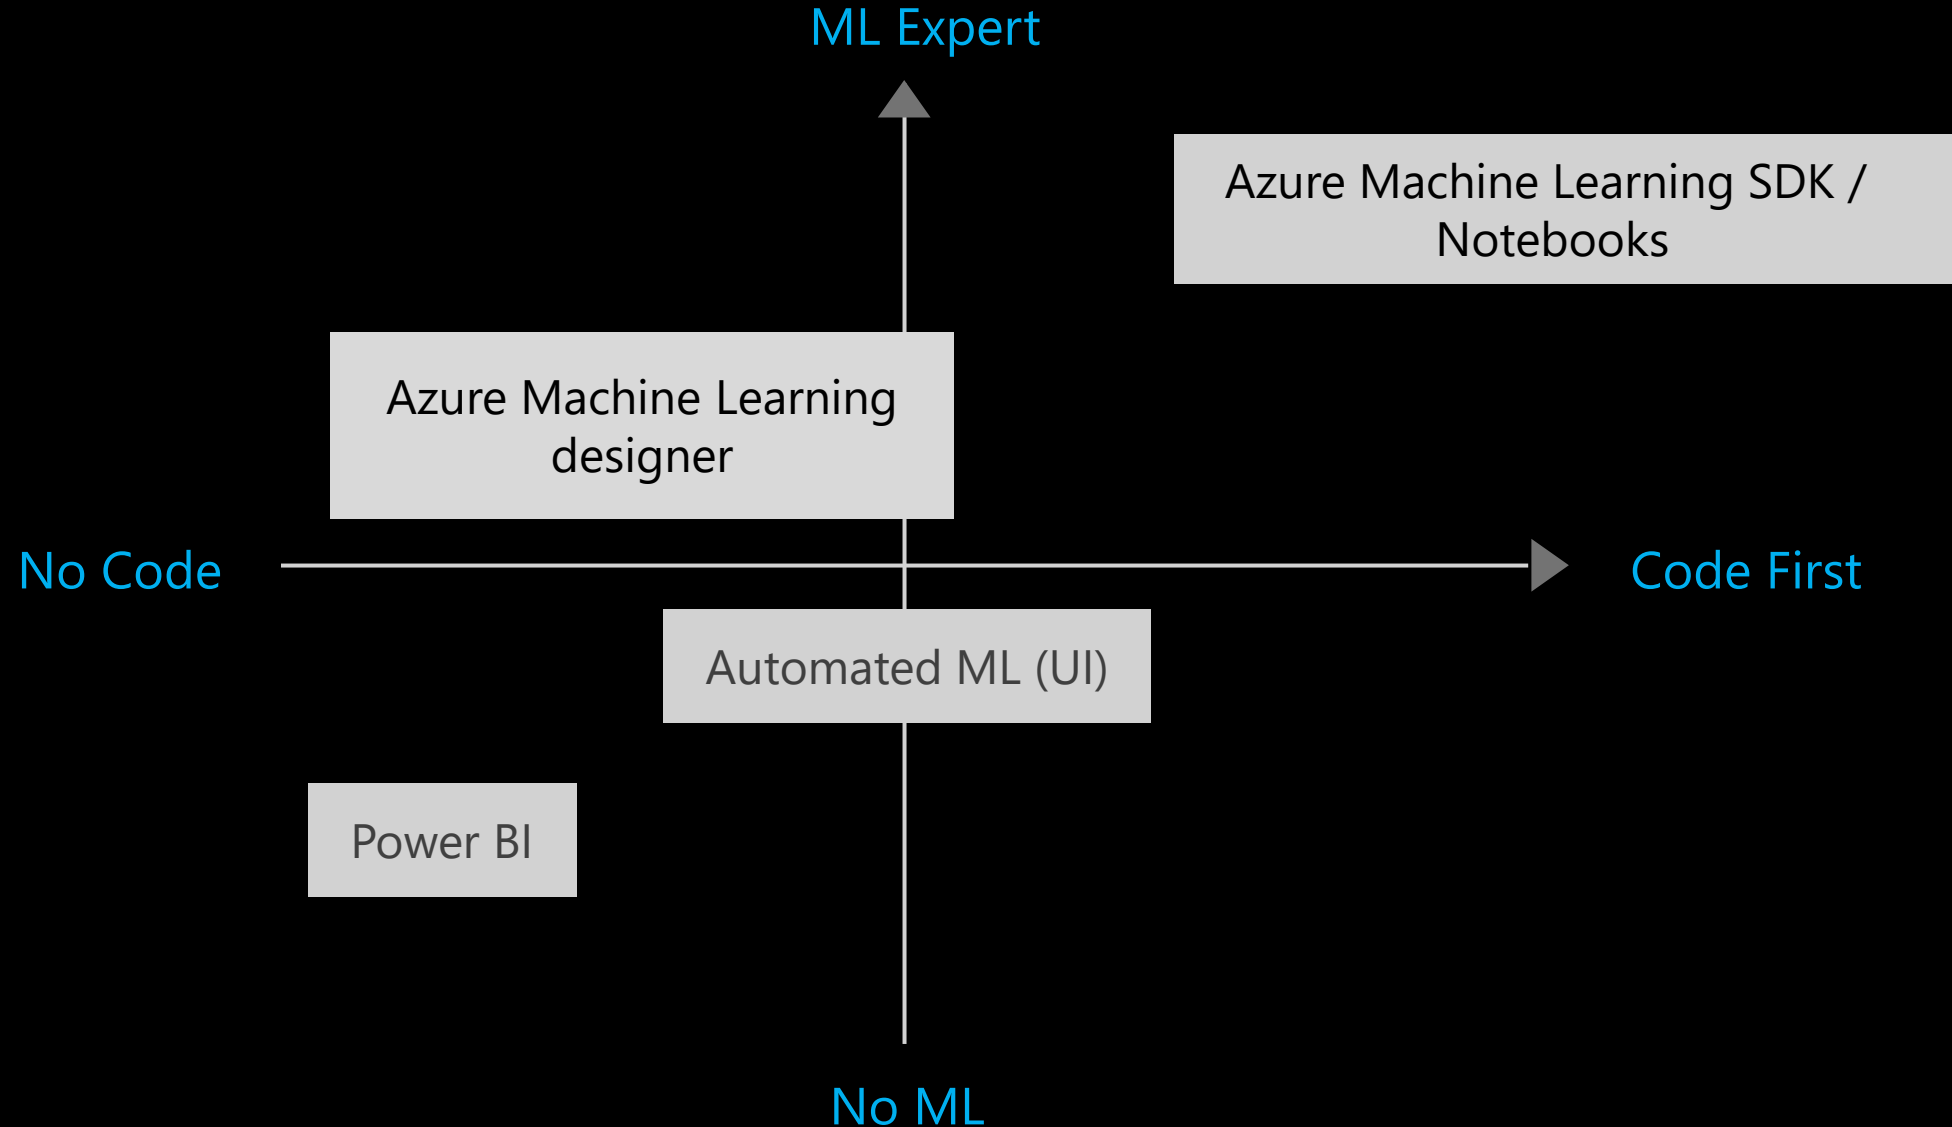 ML Expert
Azure Machine Learning SDK /
Notebooks
Azure Machine Learning
designer
No Code
Code First
Automated ML (UI)
Power BI
No ML